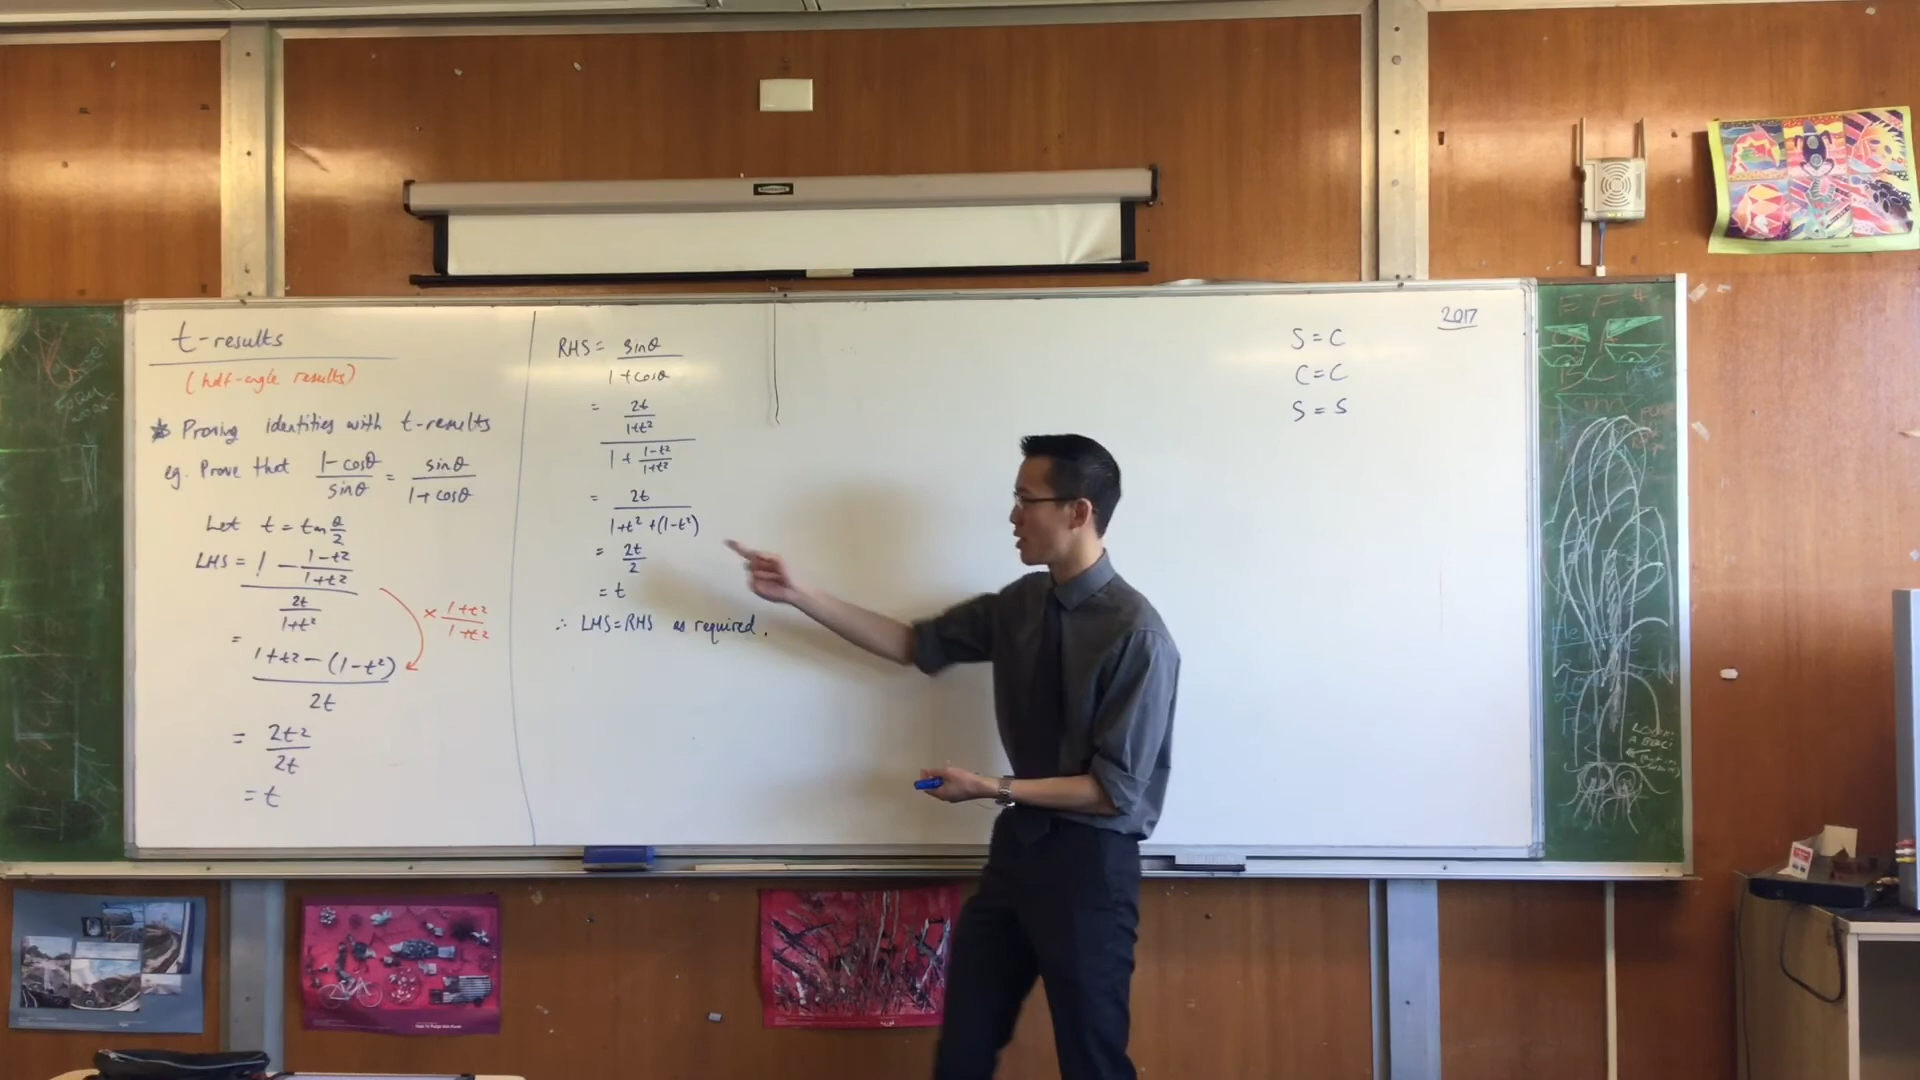 t-results
(half-angle results)
* Proving identities with t-results
eg. Prove that (1-cosθ)/(sinθ) = (sinθ)/(1+cosθ)
Let t = tan θ/2
LHS = (1 - (1-t²)/(1+t²))/(2t/(1+t²))
× (1+t²)/(1+t²)
= (1+t² - (1-t²))/(2t)
= 2t²/2t
= t
RHS = sinθ/(1+cosθ)
= (2t/(1+t²))/(1 + (1-t²)/(1+t²))
= 2t/(1+t²+(1-t²))
= 2t/2
= t
∴ LHS=RHS as required.
S = C
C = C
S = S
2017